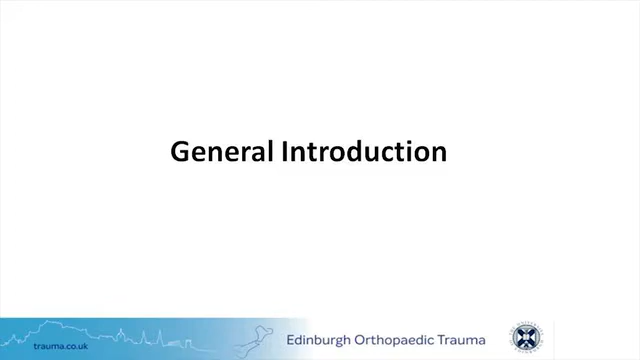 General Introduction
trauma.co.uk
Edinburgh Orthopaedic Trauma